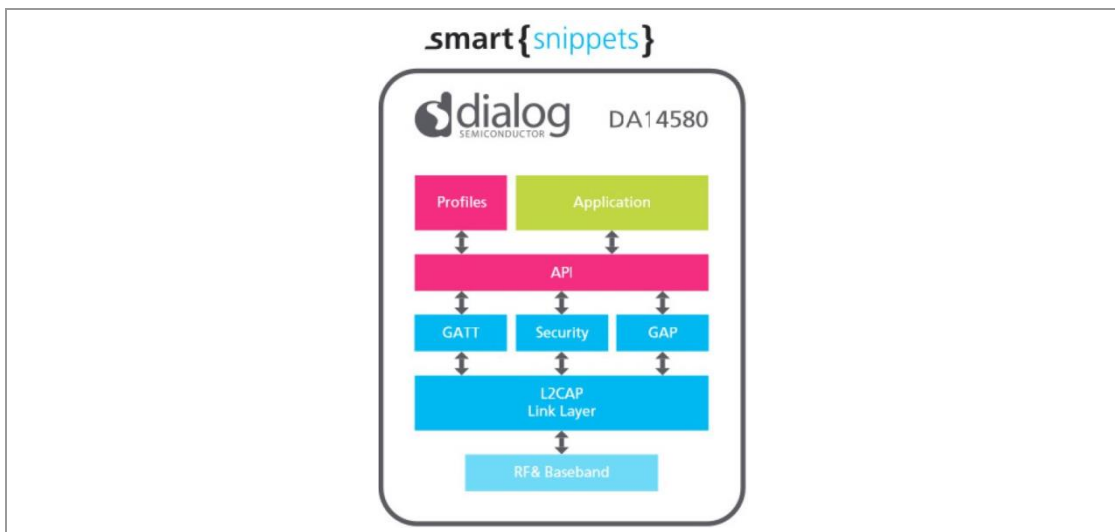 smart{snippets}
dialog DA14580
SEMICONDUCTOR
Profiles Application
API
GATT Security GAP
L2CAP
Link Layer
RF& Baseband